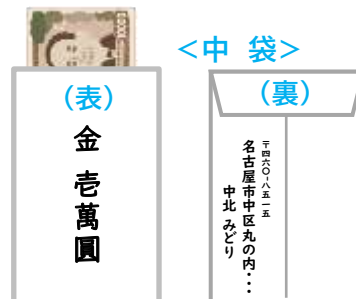 <中 袋>
(表)
金 壱萬圓
(裏)
〒四六〇-八五一五
名古屋市中区丸の内・・・
中北 みどり